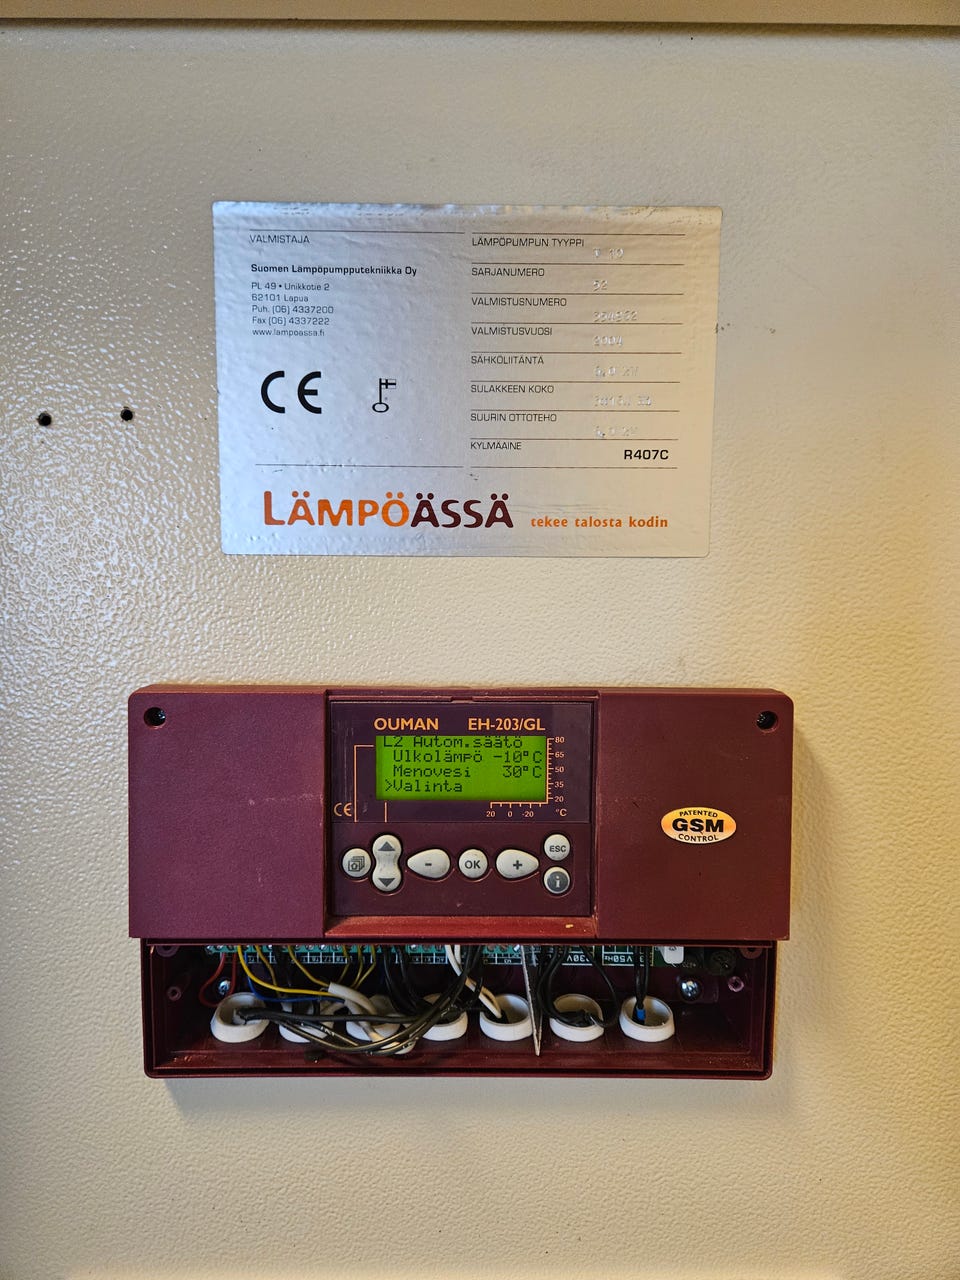 VALMISTAJA
Suomen Lämpöpumpputekniikka Oy
PL 49 • Unikkotie 2
62101 Lapua
Puh. (06) 4337200
Fax (06) 4337222
www.lampoassa.fi
CE
LÄMPÖPUMPUN TYYPPI
SARJANUMERO
52
VALMISTUSNUMERO
VALMISTUSVUOSI
2004
SÄHKÖLIITÄNTÄ
SULAKKEEN KOKO
SUURIN OTTOTEHO
KYLMÄAINE
R407C
LÄMPÖÄSSÄ tekee talosta kodin
OUMAN EH-203/GL
L2 Autom.säätö
Ulkolämpö -10°C
Menovesi 30°C
>Valinta
80
65
50
35
20
20 0 -20 °C
CE
- OK + ESC
i
PATENTED
GSM
CONTROL